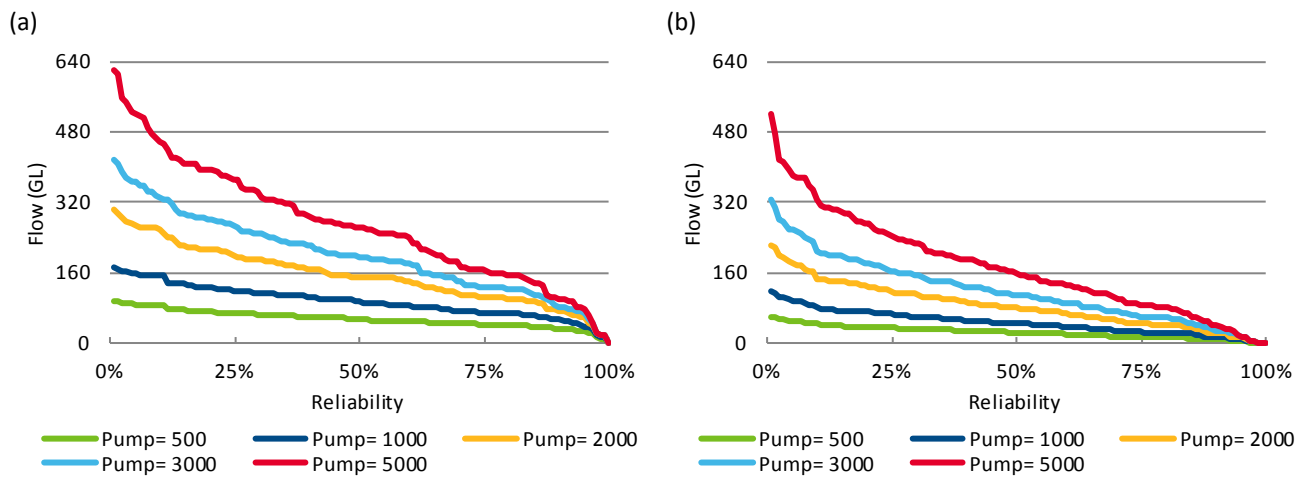 (a)
640
480
320
160
0
Flow (GL)
0% 25% 50% 75% 100%
Reliability
Pump= 500 Pump= 1000 Pump= 2000
Pump= 3000 Pump= 5000
(b)
640
480
320
160
0
Flow (GL)
0% 25% 50% 75% 100%
Reliability
Pump= 500 Pump= 1000 Pump= 2000
Pump= 3000 Pump= 5000